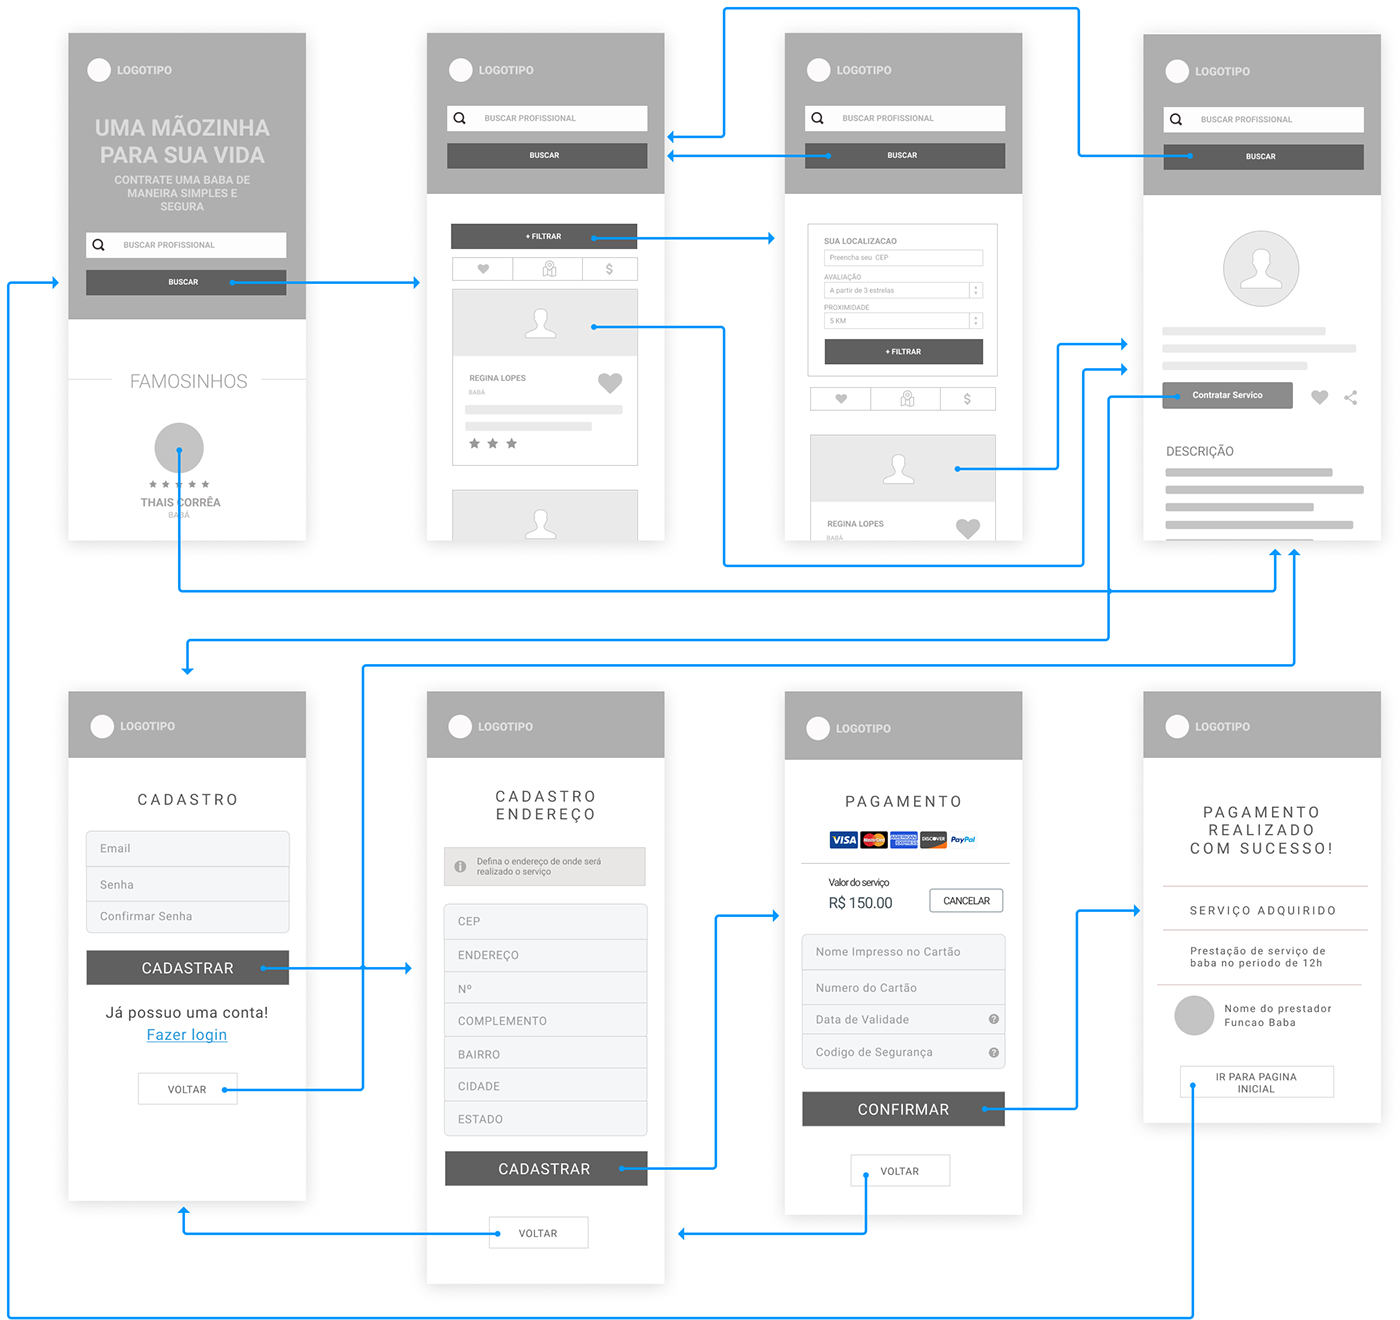 LOGOTIPO
UMA MÃOZINHA
PARA SUA VIDA
CONTRATE UMA BABA DE
MANEIRA SIMPLES E
SEGURA
BUSCAR PROFISSIONAL
BUSCAR
FAMOSINHOS
THAIS CORRÊA
BABÁ
LOGOTIPO
BUSCAR PROFISSIONAL
BUSCAR
+ FILTRAR
$
REGINA LOPES
BABÁ
LOGOTIPO
BUSCAR PROFISSIONAL
BUSCAR
SUA LOCALIZACAO
Preencha seu CEP
AVALIAÇÃO
A partir de 3 estrelas
PROXIMIDADE
5 KM
+ FILTRAR
$
REGINA LOPES
BABÁ
LOGOTIPO
BUSCAR PROFISSIONAL
BUSCAR
Contratar Servico
DESCRIÇÃO
LOGOTIPO
CADASTRO
Email
Senha
Confirmar Senha
CADASTRAR
Já possuo uma conta!
Fazer login
VOLTAR
LOGOTIPO
CADASTRO
ENDEREÇO
Defina o endereço de onde será
realizado o serviço
CEP
ENDEREÇO
Nº
COMPLEMENTO
BAIRRO
CIDADE
ESTADO
CADASTRAR
VOLTAR
LOGOTIPO
PAGAMENTO
VISA MasterCard AMERICAN EXPRESS DISCOVER PayPal
Valor do serviço
R$ 150.00
CANCELAR
Nome Impresso no Cartão
Numero do Cartão
Data de Validade ?
Codigo de Segurança ?
CONFIRMAR
VOLTAR
LOGOTIPO
PAGAMENTO
REALIZADO
COM SUCESSO!
SERVIÇO ADQUIRIDO
Prestação de serviço de
baba no periodo de 12h
Nome do prestador
Funcao Baba
IR PARA PAGINA
INICIAL